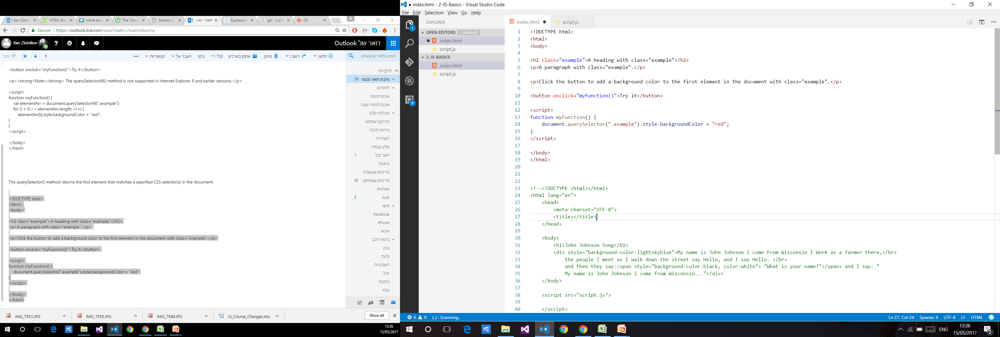 Ilan Zlotni
HTML Eler
Inline elen
The Comp
Section 2:
דואר - om:
Expression
git - פוש ב
Git
Secure | https://outlook.live.com/owa/?path=/mail/inbox/rp
Ilan Zlotnikov
?
דואר של Outlook
בטל
•••
קטגוריות
העבר אל
ניקוי
זבל |
אחסן בארכיון
מחק
השב |
חדש |
חפש בדואר ובאנשים
<button onclick="myFunction()">Try it</button>
<p><strong>Note:</strong> The querySelectorAll() method is not supported in Internet Explorer 8 and earlier versions.</p>
<script>
function myFunction() {
var elementArr = document.querySelectorAll(".example");
for (i = 0; i < elementArr.length; i++) {
elementArr[i].style.backgroundColor = "red";
}
}
</script>
</body>
</html>
The querySelector() method returns the first element that matches a specified CSS selector(s) in the document.
<!DOCTYPE html>
<html>
<body>
<h2 class="example">A heading with class="example"</h2>
<p>A paragraph with class="example".</p>
<p>Click the button to add a background color to the first element in the document with class="example".</p>
<button onclick="myFunction()">Try it</button>
<script>
function myFunction() {
document.querySelector(".example").style.backgroundColor = "red";
}
</script>
</body>
</html>
תיקיות
תיבת דואר נכנס 76
לימודים
אוניברסיטה
אוניברסיטה ישנה
מכללת סלע
פרויקט שחמט
פיתוח תכנה
לשמירה
סלע עבודה
דואר זבל 7
טיוטות
פריטים שנשלחו
פריטים שנמחקו 12
Archive
Junk 2
אישי
Facebook
iPhone
אימא
ביטוח רכב
בנק
גלעד
חשבוניות
יובל
כתבות
צבא
IMG_7551.JPG
IMG_7550.JPG
IMG_7549.JPG
JS_Course_Changes.xlsx
Show all
13:36
15/05/2017
● index.html - 2-JS-Basics - Visual Studio Code
File Edit Selection View Go Help
EXPLORER
OPEN EDITORS 1 UNSAVED
index.html
script.js
2-JS-BASICS
index.html
script.js
1
9
index.html ●
JS script.js
1 <!DOCTYPE html>
2 <html>
3 <body>
4
5 <h2 class="example">A heading with class="example"</h2>
6 <p>A paragraph with class="example".</p>
7
8 <p>Click the button to add a background color to the first element in the document with class="example".</p>
9
10 <button onclick="myFunction()">Try it</button>
11
12 <script>
13 function myFunction() {
14 document.querySelector(".example").style.backgroundColor = "red";
15 }
16 </script>
17
18 </body>
19 </html>
20
21
22
23 <!--<!DOCTYPE <html></html>
24 <html lang="en">
25 <head>
26 <meta charset="UTF-8">
27 <title></title>
28 </head>
29
30 <body>
31 <h1>John Johnson Song</h1>
32 <div style="background-color:lightskyblue">My name is John Johnson I come From Wisconsin I Work as a farmer there,</br>
33 the people I meet as I walk down the street say Hello, and I say Hello. </br>
34 and then they say:<span style="background-color:black; color:white"> "What is your name?"</span> and I say: "
35 My name is John Johnson I come from Wisconsin..."</div>
36 </body>
37
38 <script src="script.js">
39
40 </script>
0 0 {..} : Scanning..
Ln 27, Col 24 Spaces: 4 UTF-8 LF HTML
ENG
13:36
15/05/2017
2